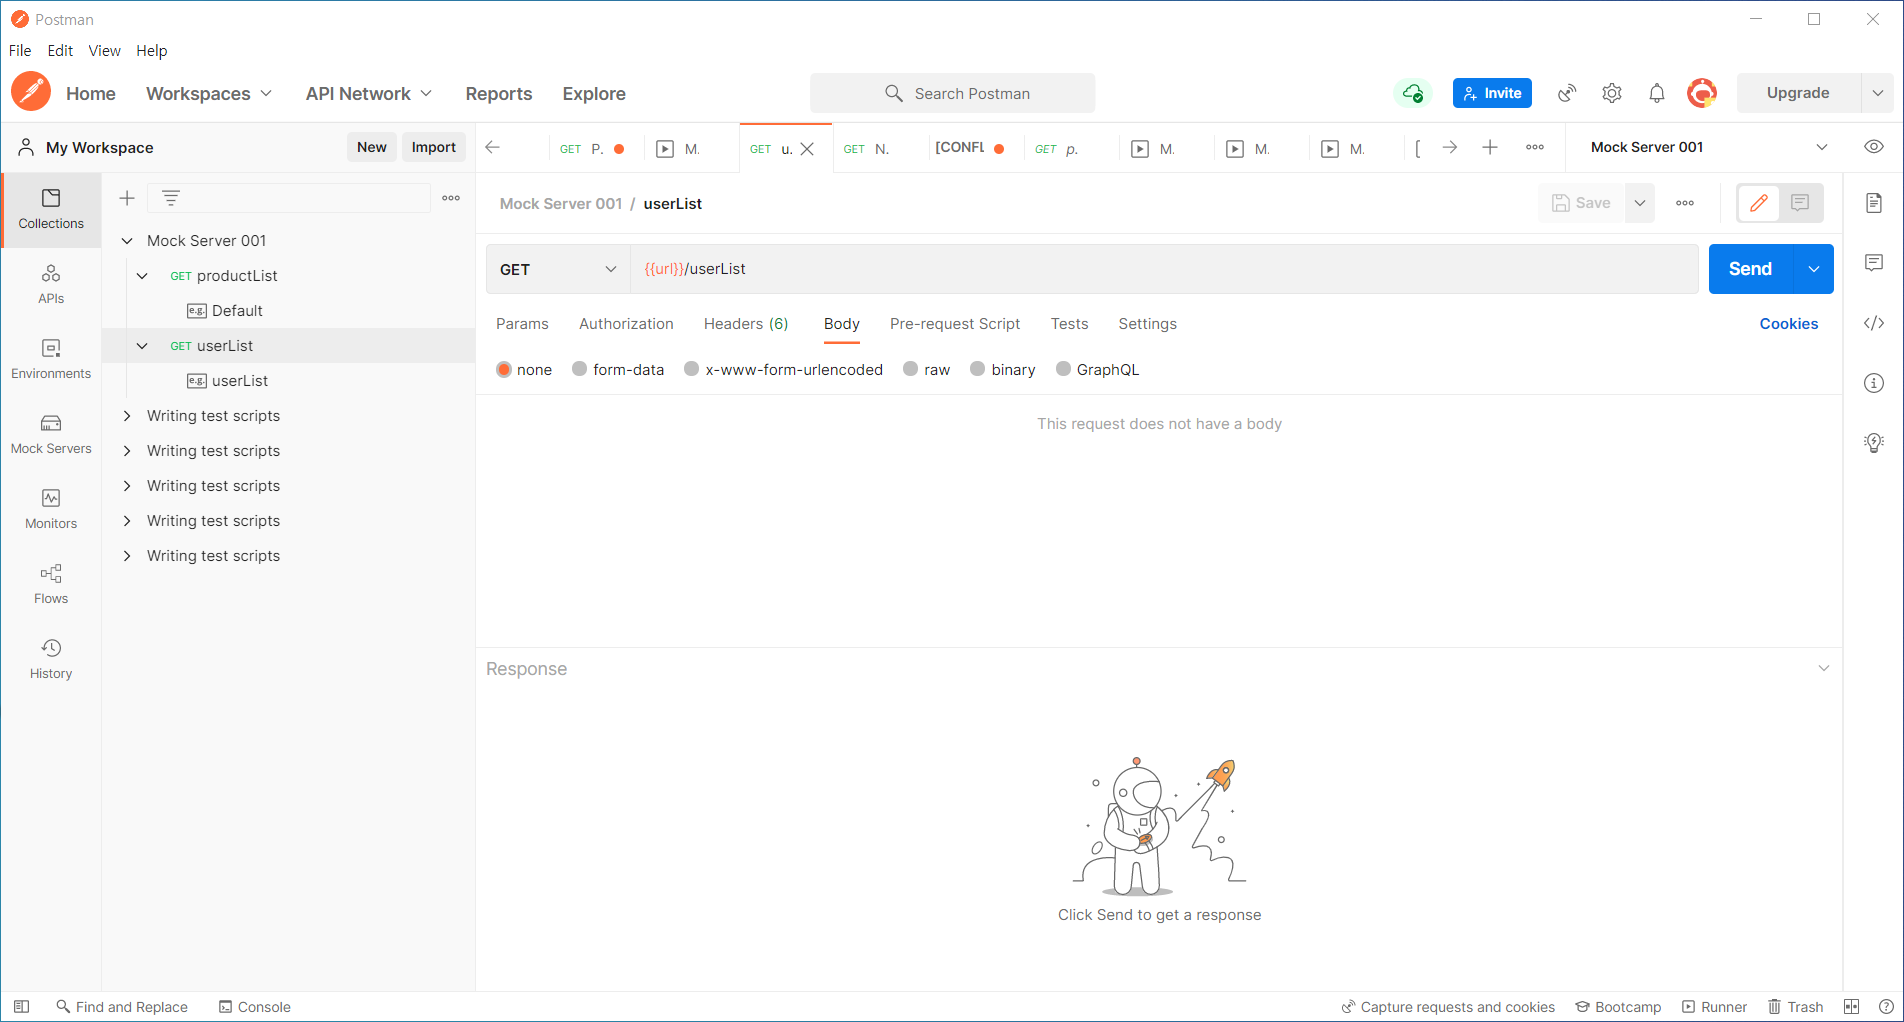 Postman
File Edit View Help
Home Workspaces API Network Reports Explore Search Postman Invite Upgrade
My Workspace New Import
GET P. M. GET u. GET N. [CONFL GET p. M. M. M. [ Mock Server 001
Collections
APIs
Environments
Mock Servers
Monitors
Flows
History
Mock Server 001
GET productList
e.g. Default
GET userList
e.g. userList
Writing test scripts
Writing test scripts
Writing test scripts
Writing test scripts
Writing test scripts
Mock Server 001 / userList Save
GET {{url}}/userList Send
Params Authorization Headers (6) Body Pre-request Script Tests Settings Cookies
none form-data x-www-form-urlencoded raw binary GraphQL
This request does not have a body
Response
Click Send to get a response
Find and Replace Console Capture requests and cookies Bootcamp Runner Trash